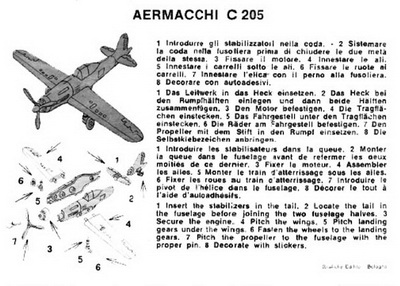 AERMACCHI C 205
1 Introdurre gli stabilizzatori nella coda. - 2 Sistemare
la coda nella fusoliera prima di chiudere le due metà
della stessa. 3 Fissare il motore. 4 Innestare le ali.
5 Innestare i carrelli sotto le ali. 6 Fissare le ruote ai
carrelli. 7 Innestare l'elica con il perno alla fusoliera.
8 Decorare con autoadesivi.
1 Das Leitwerk in das Heck einsetzen. 2 Das Heck bei
den Rumpfhälften einlegen und dann beide Hälften
zusammenfügen. 3 Den Motor befestigen. 4 Die Tragflä-
chen einstecken. 5 Das Fahrgestell unter den Tragflächen
einstecken. 6 Die Räder am Fahrgestell befestigen. 7 Den
Propeller mit dem Stift in den Rumpf einsetzen. 8 Die
Selbstklebezeichen anbringen.
1 Introduire les stabilisateurs dans la queue. 2 Monter
la queue dans le fuselage avant de refermer les deux
moitiés de ce dernier. 3 Fixer la moteur. 4 Assembler
les ailes. 5 Monter le train d'atterrissage sous les ailes.
6 Fixer les roues au train d'atterrissage. 7 Introduire le
pivot de l'hélice dans le fuselage. 8 Décorer le tout à
l'aide d'autoadhésifs.
1 Insert the stabilizers in the tail. 2 Locate the tail in
the fuselage before joining the two fuselage halves. 3
Secure the engine. 4 Pitch the wings. 5 Pitch landing
gears under the wings. 6 Fasten the wheels to the landing
gears. 7 Pitch the propeller to the fuselage with the
proper pin. 8 Decorate with slickers.
4
1
5
2
3
7
6
4
5
6